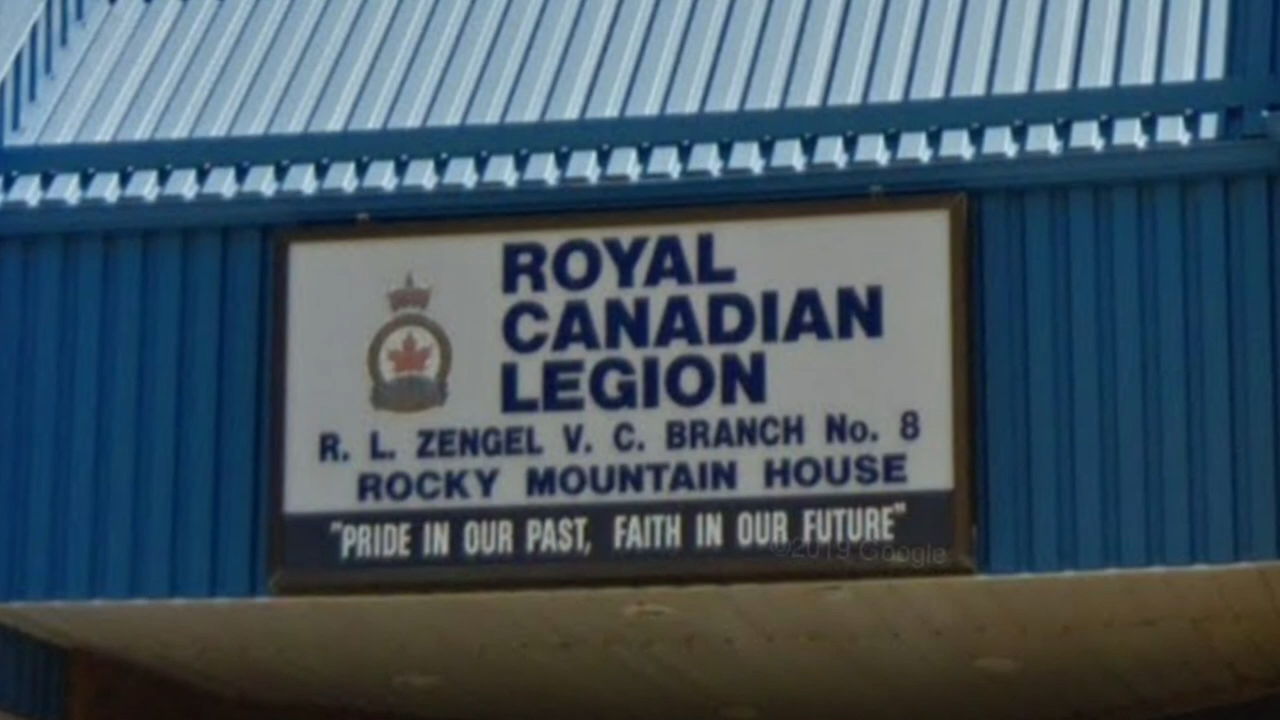 ROYAL
CANADIAN
LEGION
R. L. ZENGEL V. C. BRANCH No. 8
ROCKY MOUNTAIN HOUSE
"PRIDE IN OUR PAST, FAITH IN OUR FUTURE"
©2019 Google